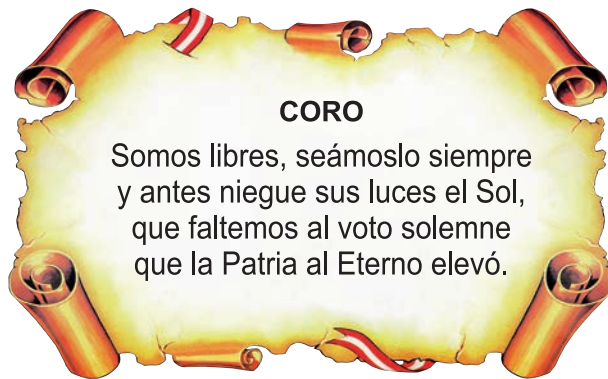 CORO
Somos libres, seámoslo siempre
y antes niegue sus luces el Sol,
que faltemos al voto solemne
que la Patria al Eterno elevó.